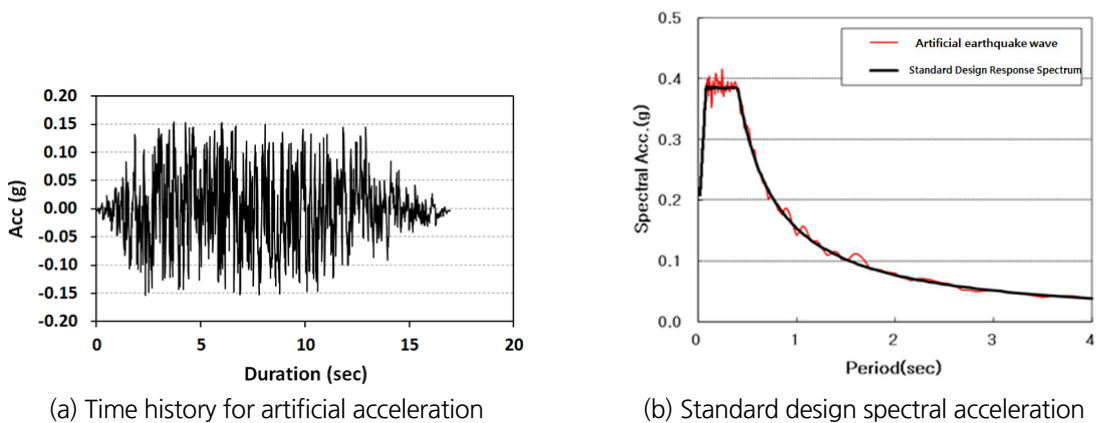 0.20
0.15
0.10
0.05
0.00
-0.05
-0.10
-0.15
-0.20
Acc (g)
0 5 10 15 20
Duration (sec)
(a) Time history for artificial acceleration
0.5
0.4
0.3
0.2
0.1
0.0
Spectral Acc.(g)
Artificial earthquake wave
Standard Design Response Spectrum
0 1 2 3 4
Period(sec)
(b) Standard design spectral acceleration